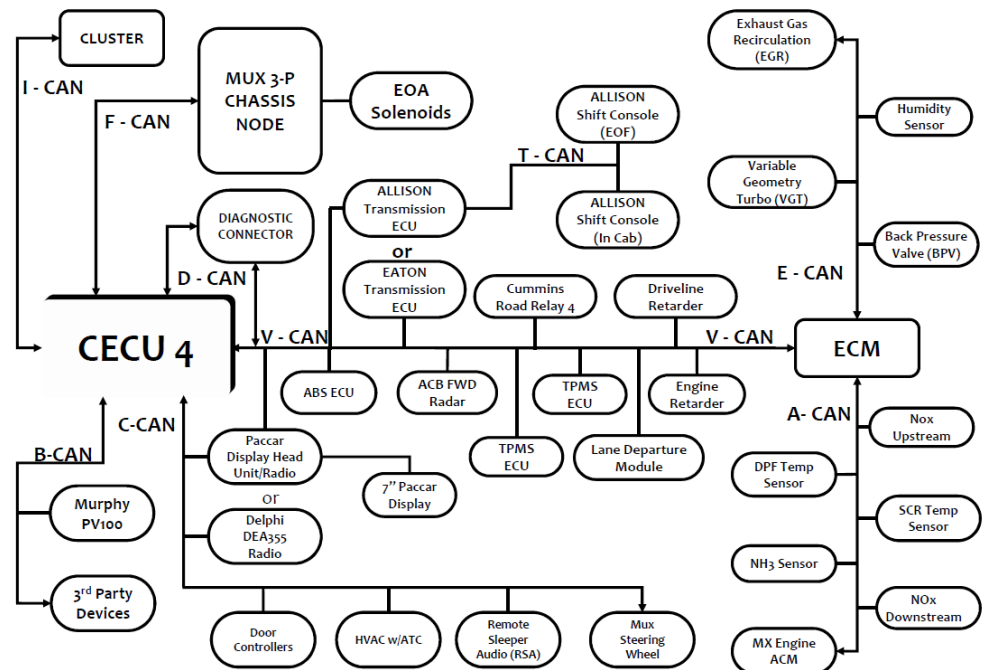 CLUSTER
I - CAN
F - CAN
MUX 3-P
CHASSIS
NODE
EOA
Solenoids
DIAGNOSTIC
CONNECTOR
D - CAN
CECU 4
B-CAN
C-CAN
Murphy
PV100
3rd Party
Devices
ALLISON
Transmission
ECU
or
EATON
Transmission
ECU
T - CAN
ALLISON
Shift Console
(EOF)
ALLISON
Shift Console
(In Cab)
Cummins
Road Relay 4
Driveline
Retarder
V - CAN
V - CAN
ABS ECU
ACB FWD
Radar
TPMS
ECU
TPMS
ECU
Lane Departure
Module
Engine
Retarder
Paccar
Display Head
Unit/Radio
or
Delphi
DEA355
Radio
7” Paccar
Display
Door
Controllers
HVAC w/ATC
Remote
Sleeper
Audio (RSA)
Mux
Steering
Wheel
Exhaust Gas
Recirculation
(EGR)
Humidity
Sensor
Variable
Geometry
Turbo (VGT)
Back Pressure
Valve (BPV)
E - CAN
ECM
A- CAN
Nox
Upstream
DPF Temp
Sensor
SCR Temp
Sensor
NH3 Sensor
NOx
Downstream
MX Engine
ACM